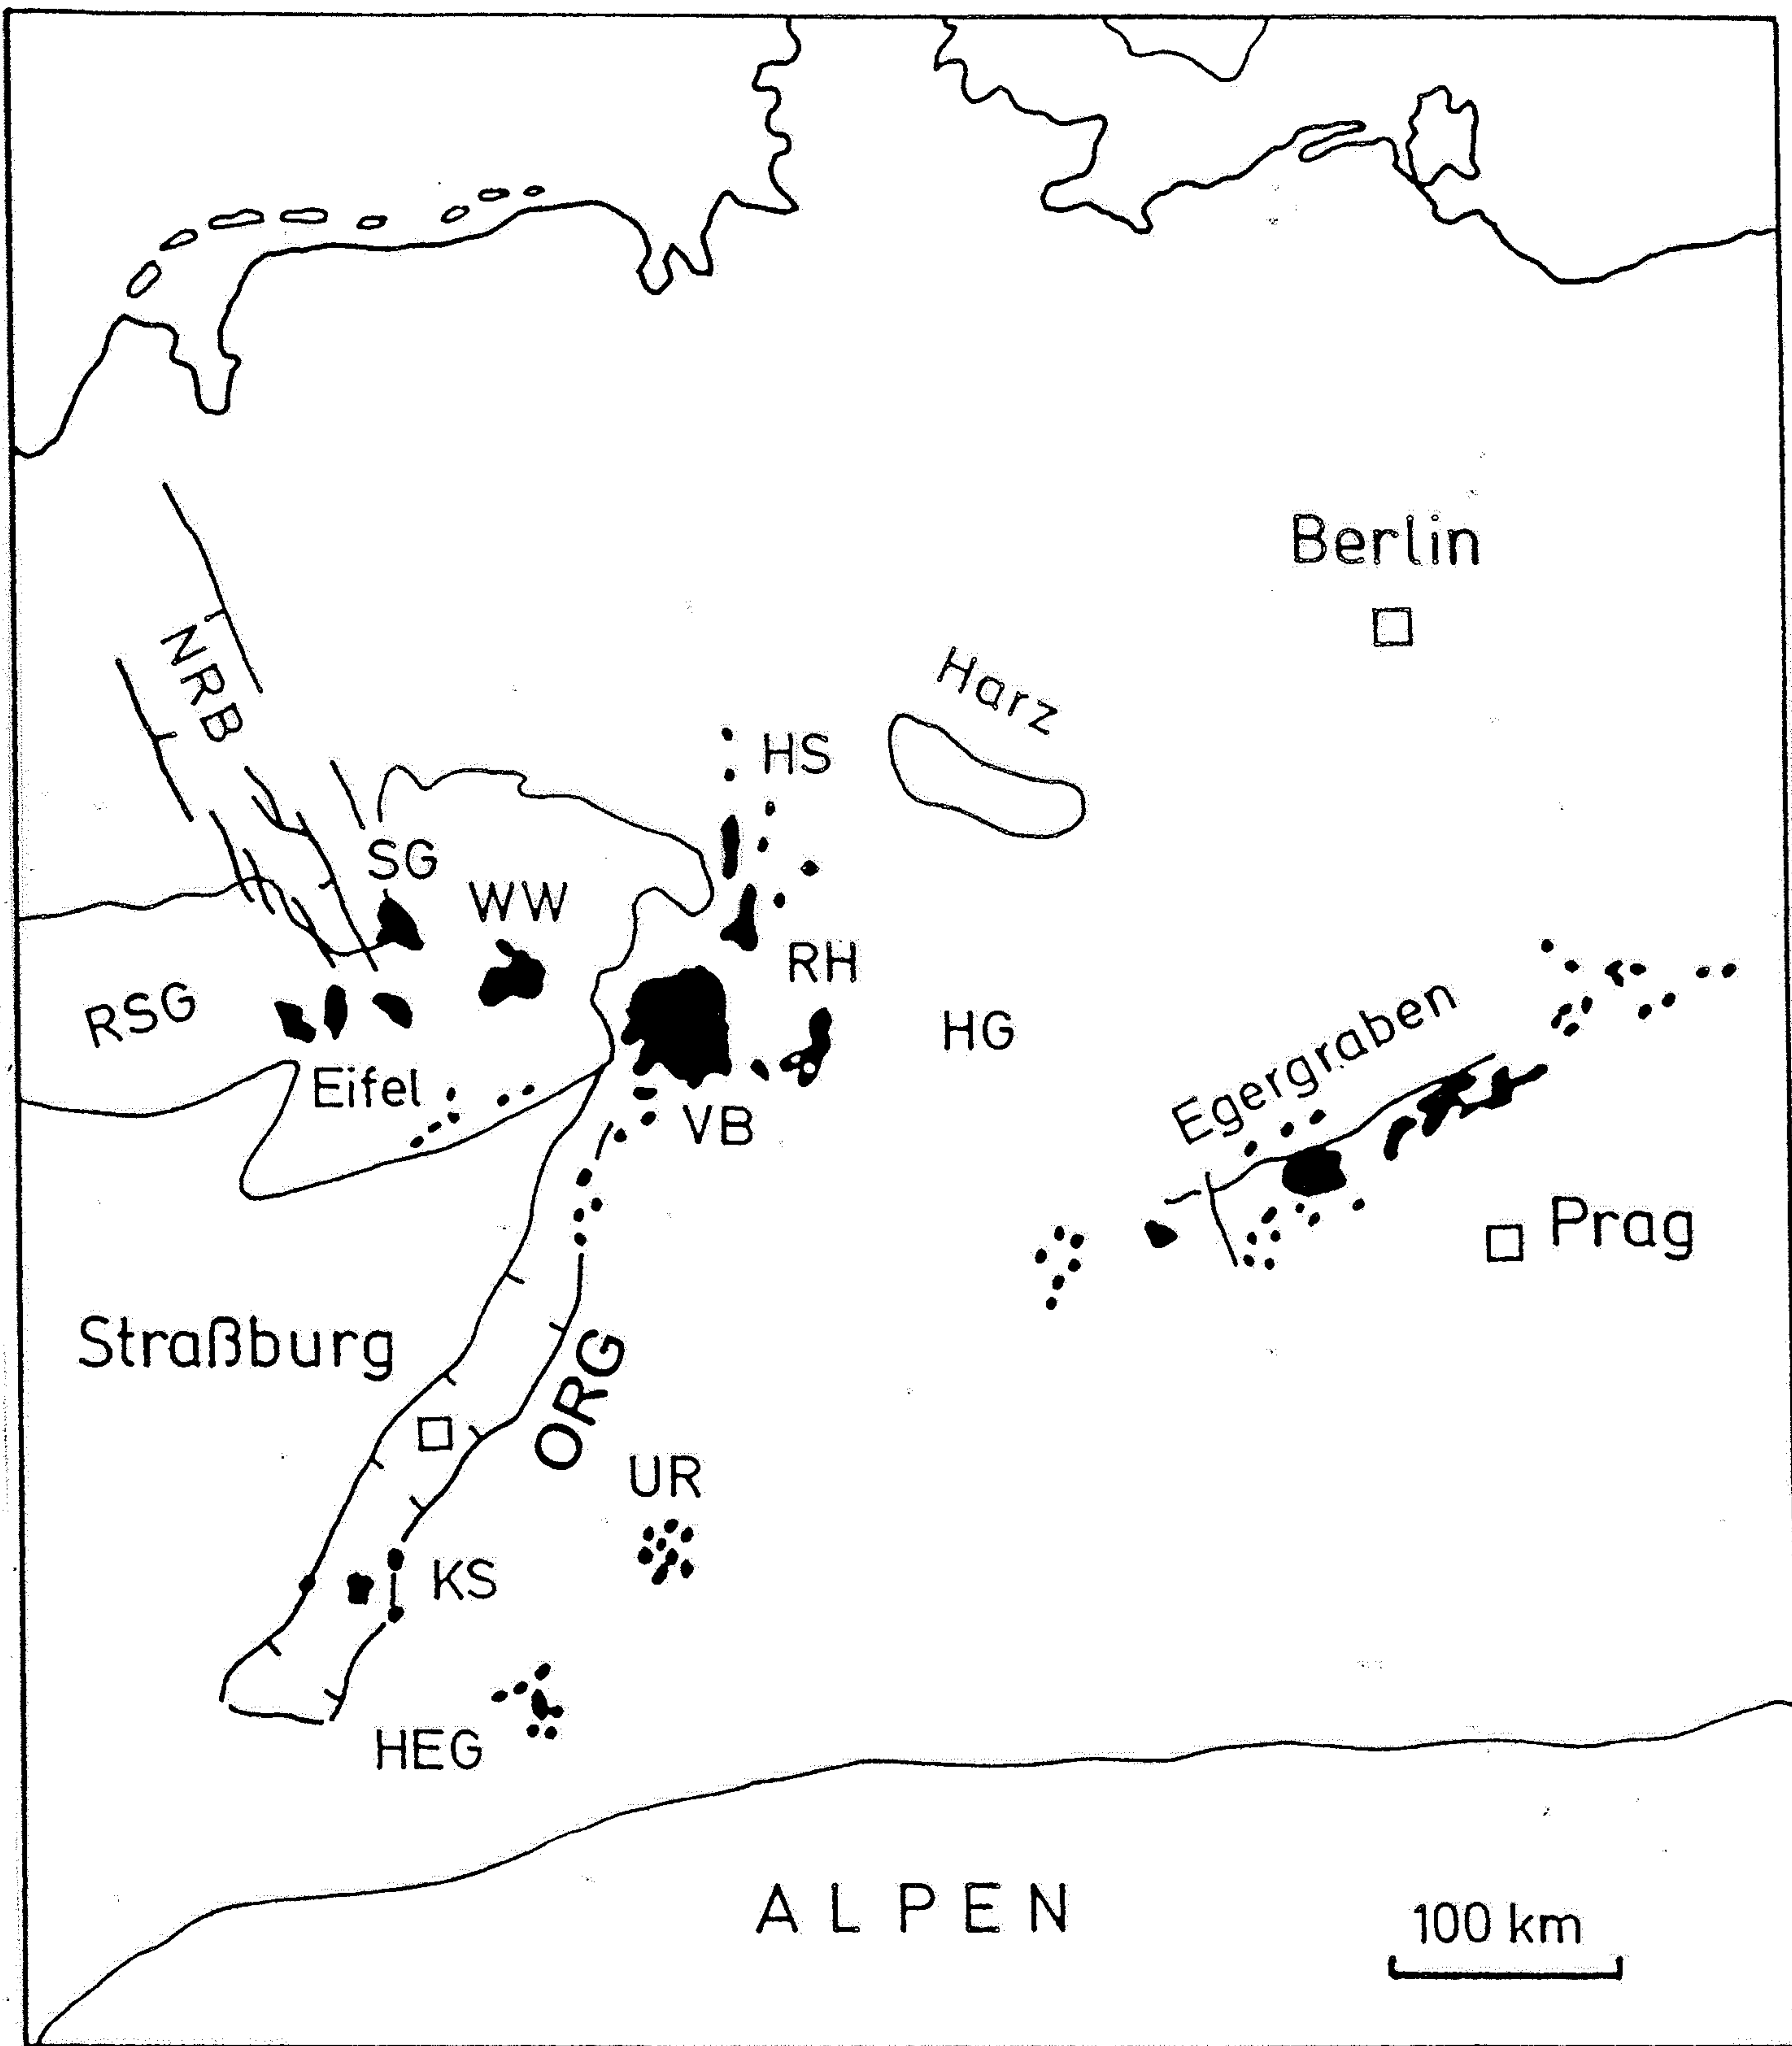 Berlin
NRB
Harz
HS
SG
WW
RH
RSG
HG
Eifel
Egergraben
VB
Prag
Straßburg
ORG
UR
KS
HEG
ALPEN
100 km